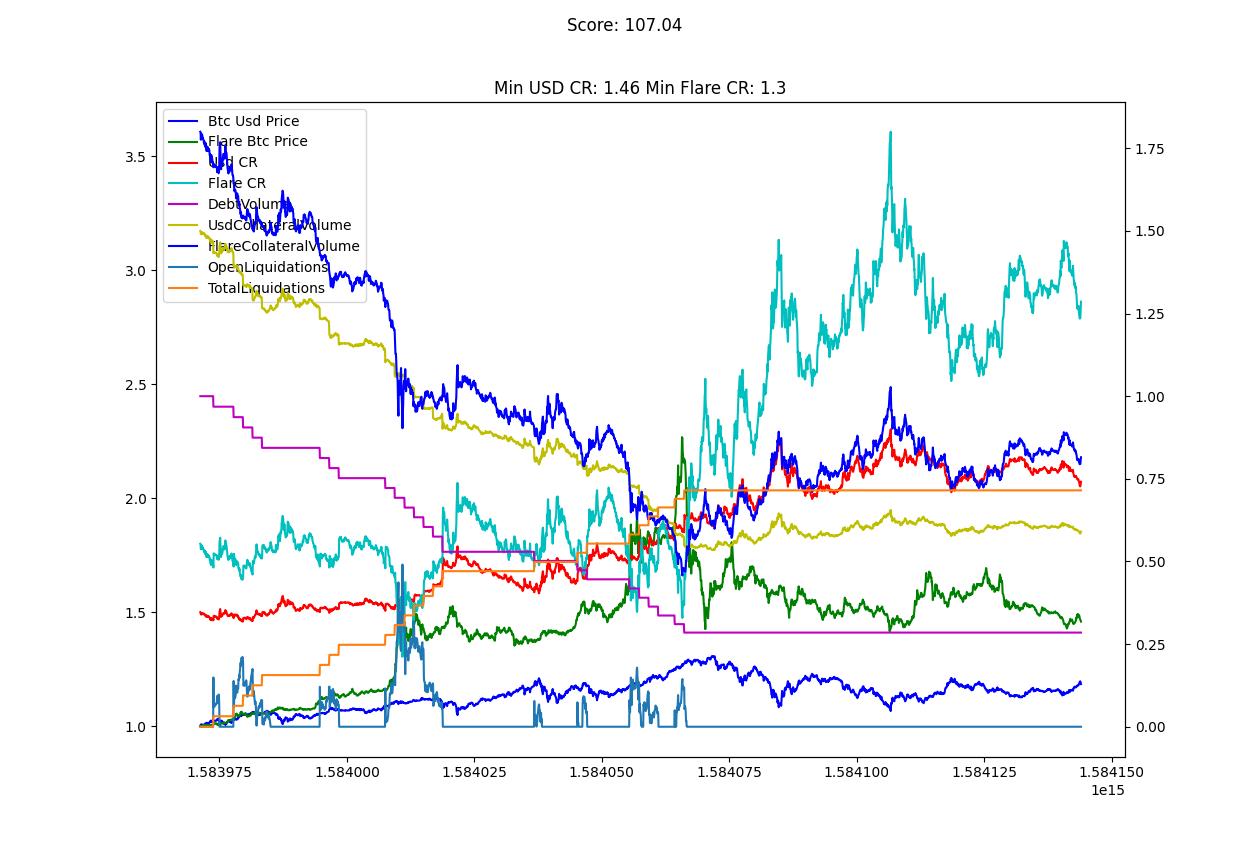 Score: 107.04
Min USD CR: 1.46 Min Flare CR: 1.3
Btc Usd Price
Flare Btc Price
Usd CR
Flare CR
DebtVolume
UsdCollateralVolume
FlareCollateralVolume
OpenLiquidations
TotalLiquidations
3.5
3.0
2.5
2.0
1.5
1.0
1.75
1.50
1.25
1.00
0.75
0.50
0.25
0.00
1.583975 1.584000 1.584025 1.584050 1.584075 1.584100 1.584125 1.584150
1e15